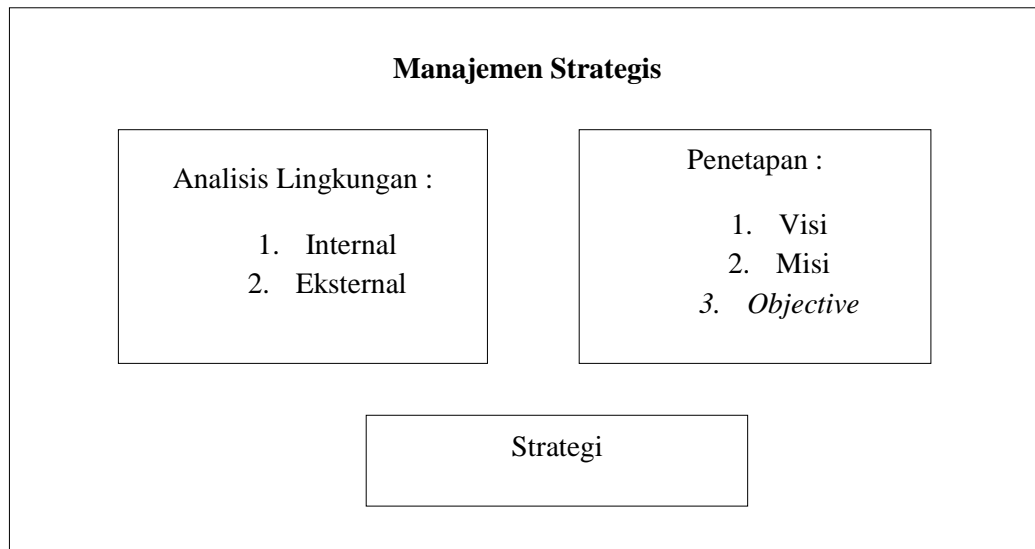 Manajemen Strategis
Analisis Lingkungan :
1. Internal
2. Eksternal
Penetapan :
1. Visi
2. Misi
3. Objective
Strategi